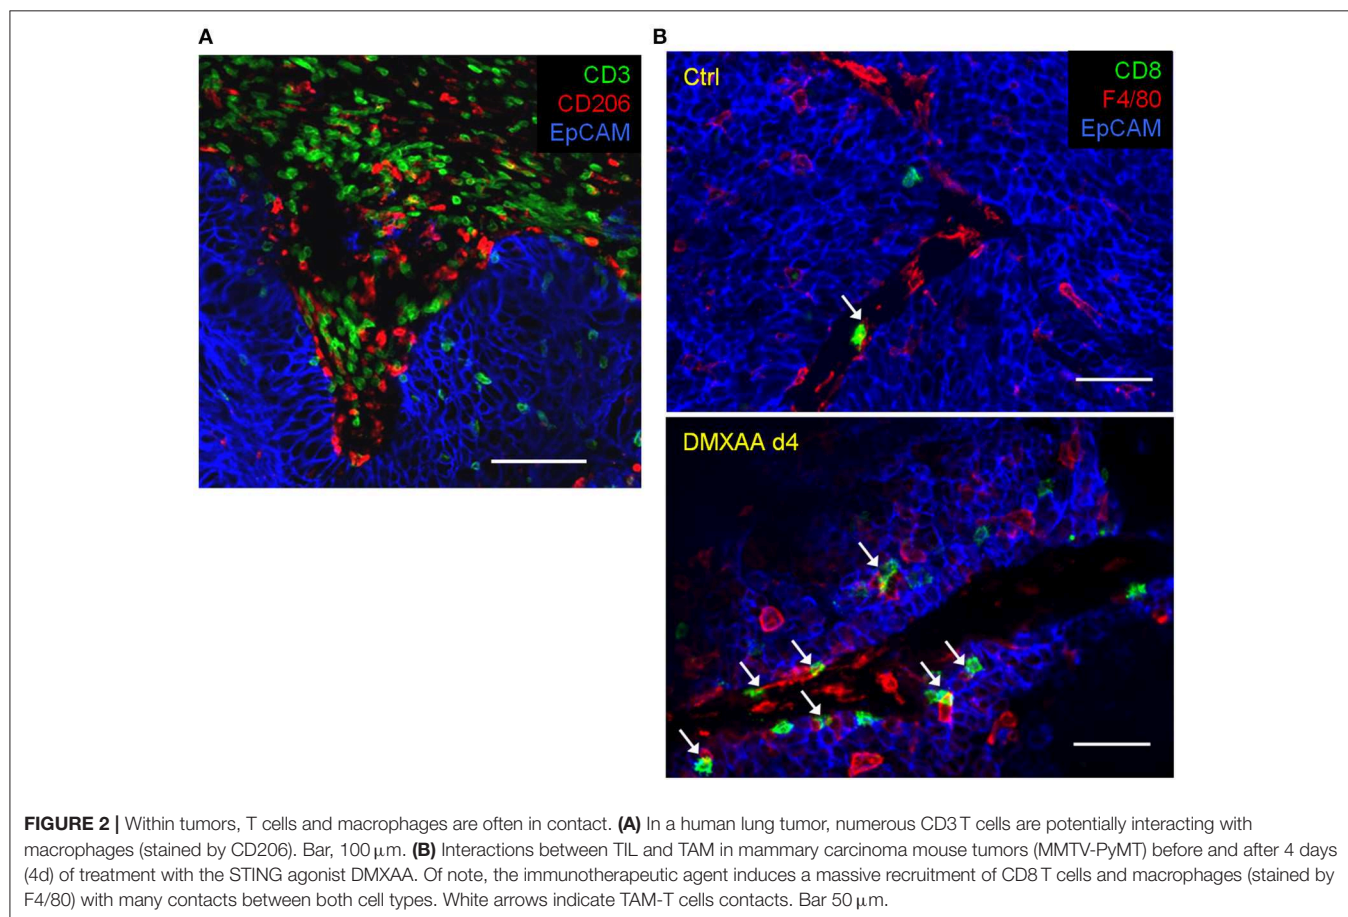 A
CD3
CD206
EpCAM
B
Ctrl
CD8
F4/80
EpCAM
DMXAA d4
FIGURE 2 | Within tumors, T cells and macrophages are often in contact. (A) In a human lung tumor, numerous CD3 T cells are potentially interacting with
macrophages (stained by CD206). Bar, 100 μm. (B) Interactions between TIL and TAM in mammary carcinoma mouse tumors (MMTV-PyMT) before and after 4 days
(4d) of treatment with the STING agonist DMXAA. Of note, the immunotherapeutic agent induces a massive recruitment of CD8 T cells and macrophages (stained by
F4/80) with many contacts between both cell types. White arrows indicate TAM-T cells contacts. Bar 50 μm.